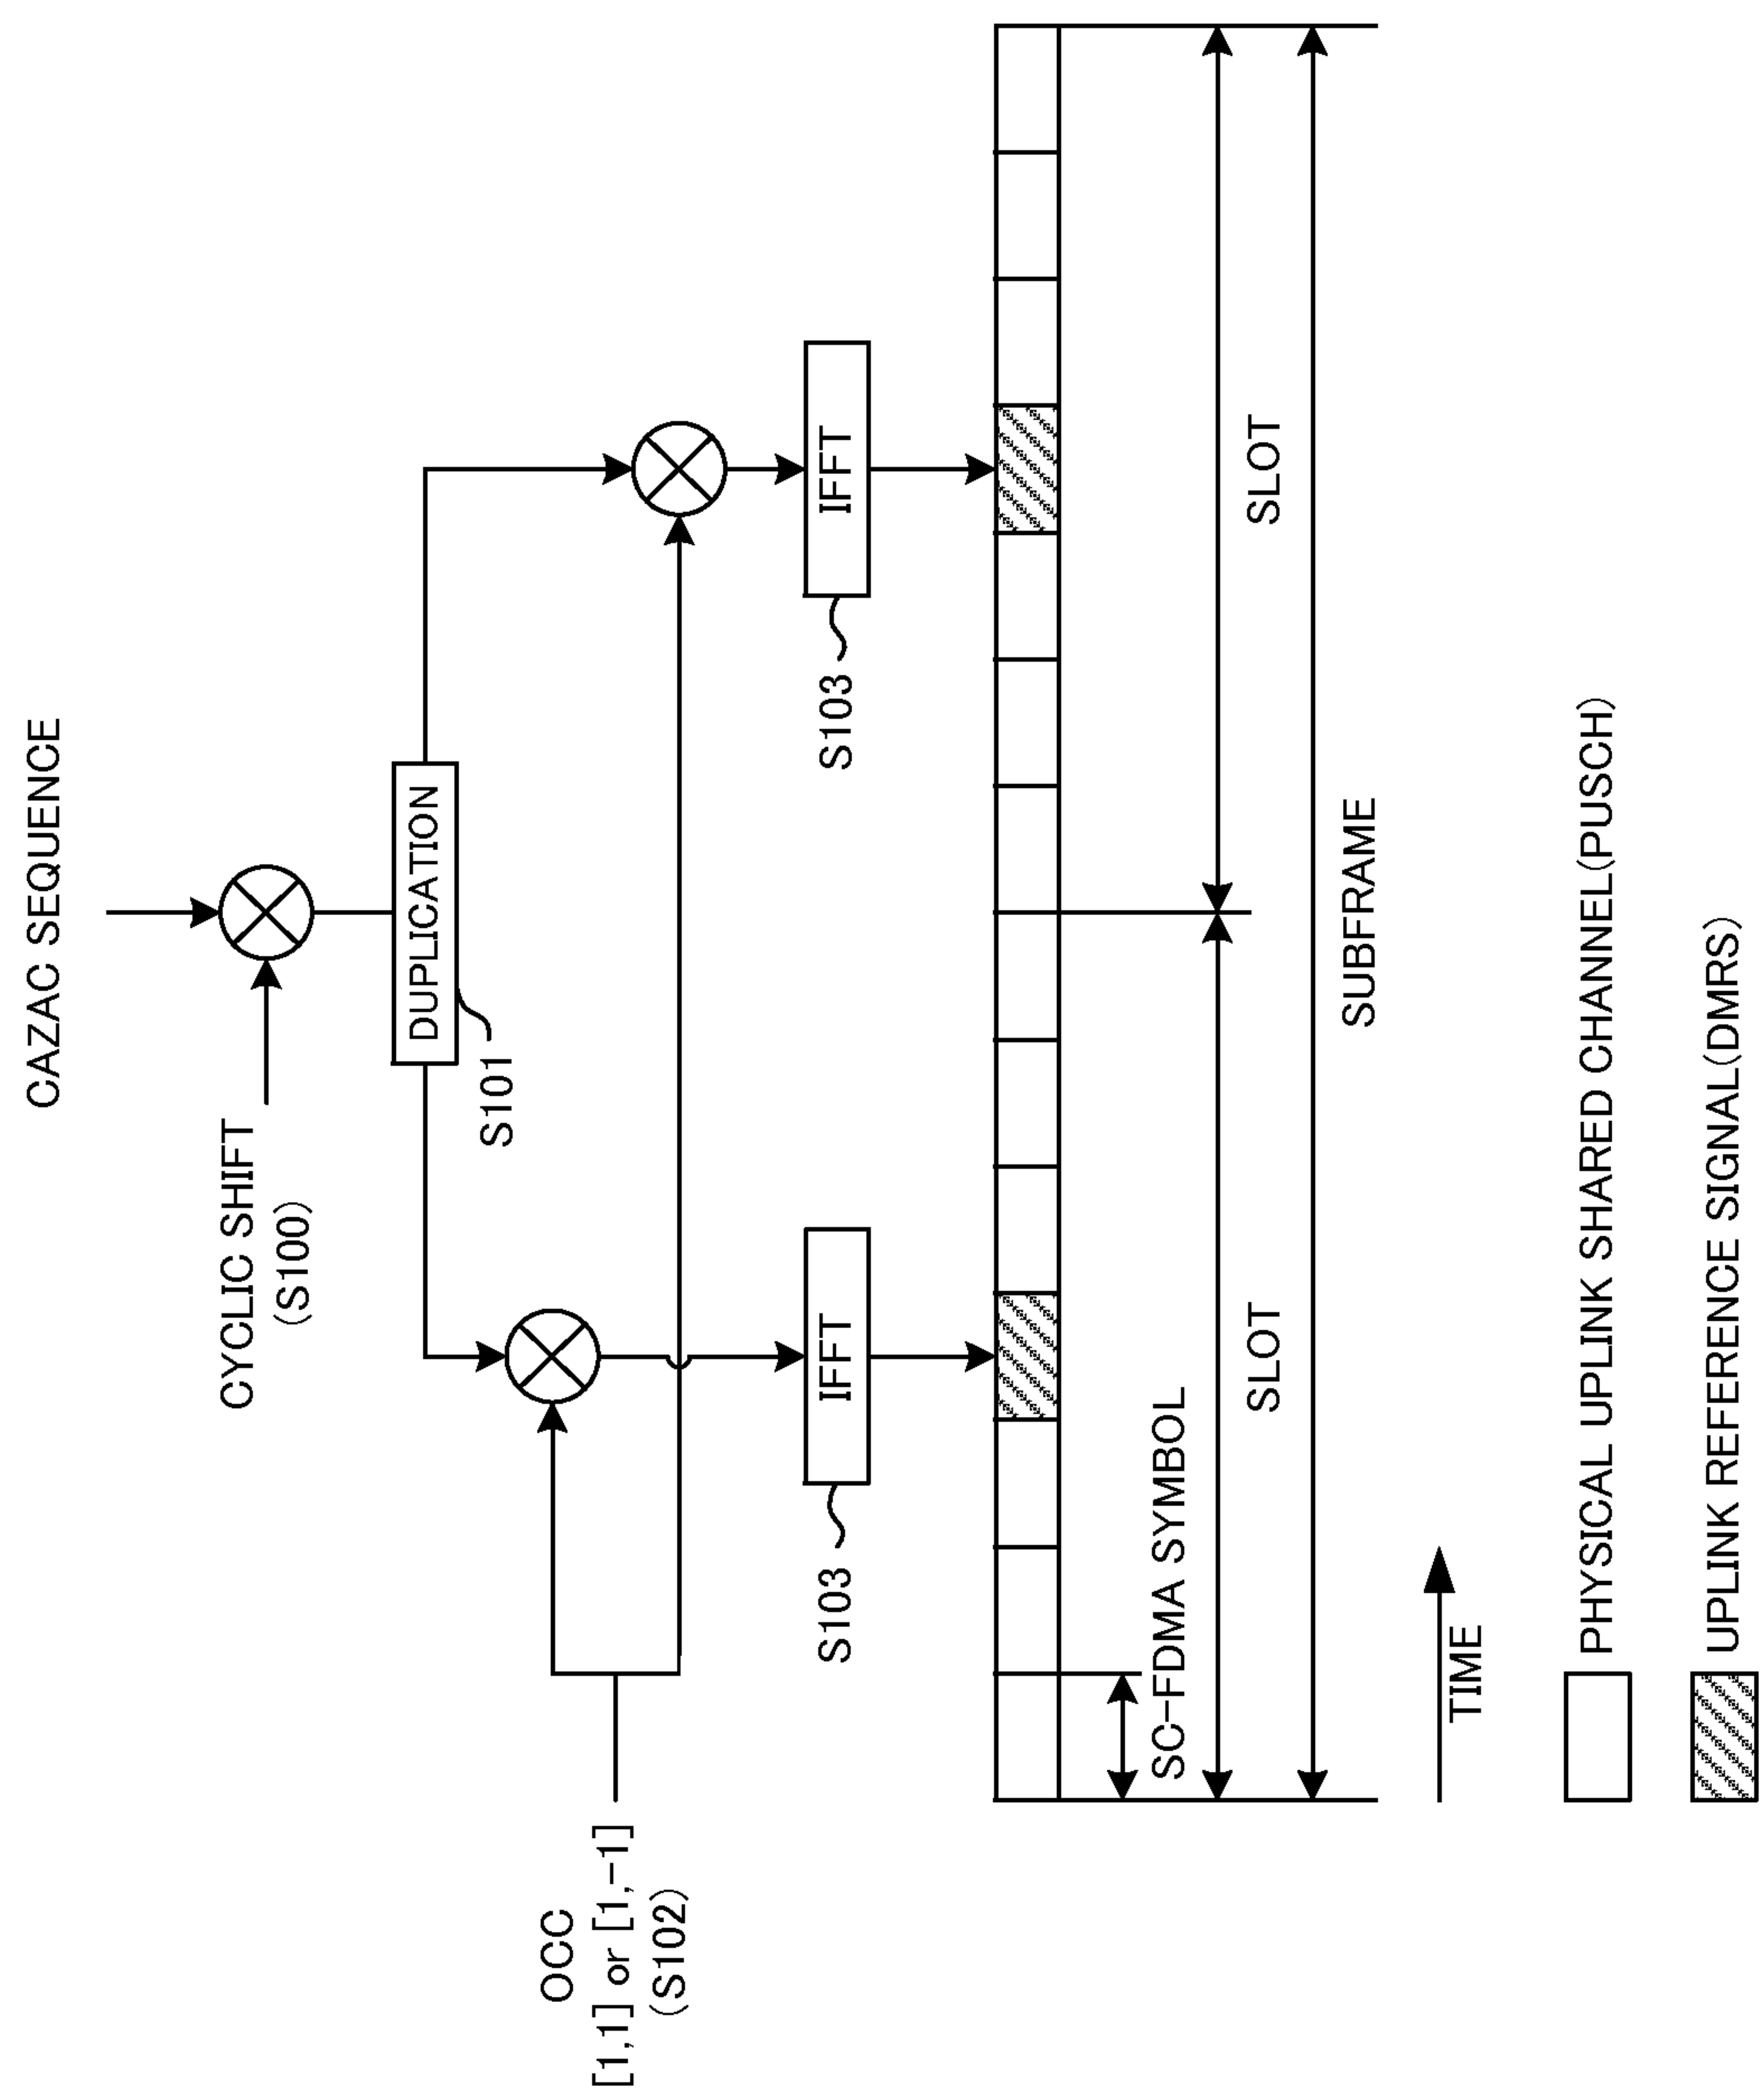 CAZAC SEQUENCE
CYCLIC SHIFT
(S100)
DUPLICATION
S101
OCC
[1,1] or [1,-1]
(S102)
IFFT
S103
IFFT
S103
SC-FDMA SYMBOL
SLOT
SLOT
SUBFRAME
TIME
PHYSICAL UPLINK SHARED CHANNEL(PUSCH)
UPLINK REFERENCE SIGNAL(DMRS)